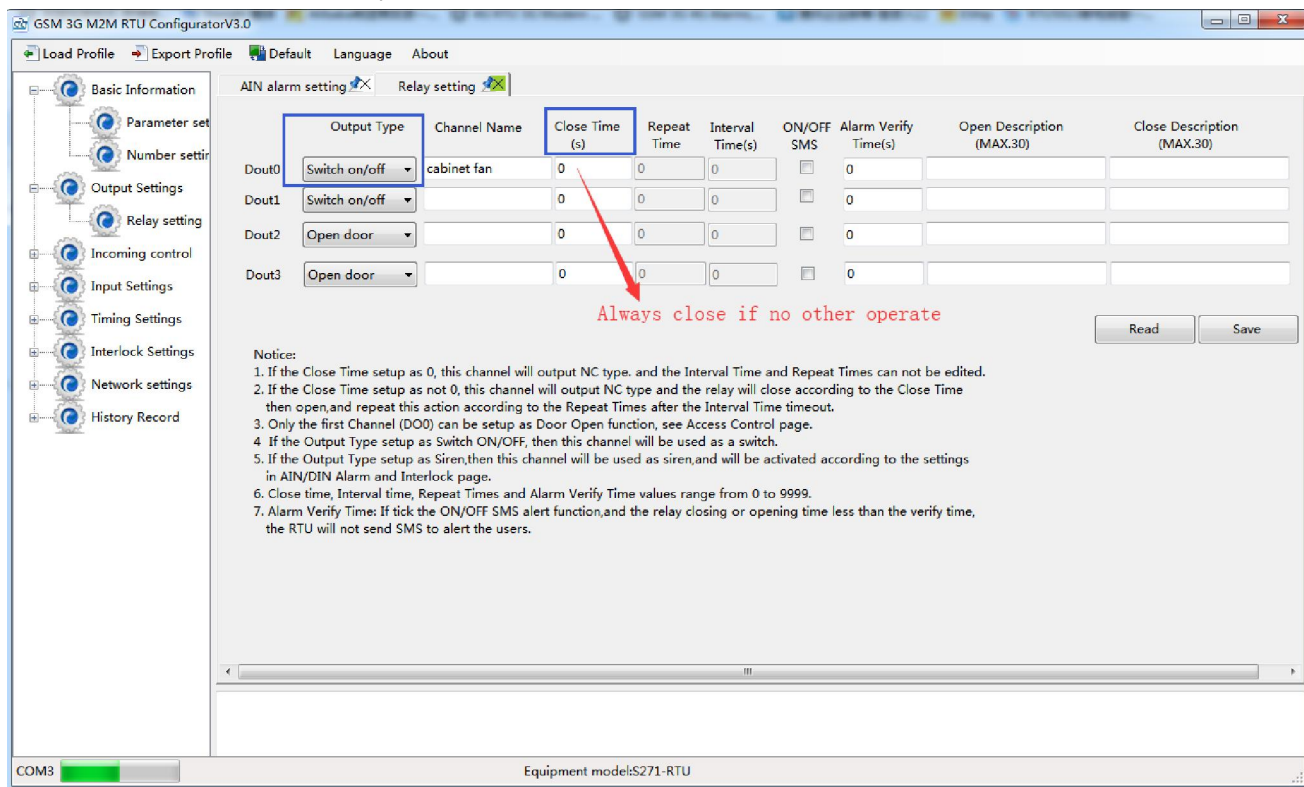 GSM 3G M2M RTU ConfiguratorV3.0
Load Profile Export Profile Default Language About
Basic Information
Parameter set
Number settin
Output Settings
Relay setting
Incoming control
Input Settings
Timing Settings
Interlock Settings
Network settings
History Record
AIN alarm setting Relay setting
Output Type Channel Name Close Time (s) Repeat Time Interval Time(s) ON/OFF SMS Alarm Verify Time(s) Open Description (MAX.30) Close Description (MAX.30)
Dout0 Switch on/off cabinet fan 0 0 0 0
Dout1 Switch on/off 0 0 0 0
Dout2 Open door 0 0 0 0
Dout3 Open door 0 0 0 0
Always close if no other operate
Read Save
Notice:
1. If the Close Time setup as 0, this channel will output NC type. and the Interval Time and Repeat Times can not be edited.
2. If the Close Time setup as not 0, this channel will output NC type and the relay will close according to the Close Time
then open,and repeat this action according to the Repeat Times after the Interval Time timeout.
3. Only the first Channel (DO0) can be setup as Door Open function, see Access Control page.
4 If the Output Type setup as Switch ON/OFF, then this channel will be used as a switch.
5. If the Output Type setup as Siren,then this channel will be used as siren,and will be activated according to the settings
in AIN/DIN Alarm and Interlock page.
6. Close time, Interval time, Repeat Times and Alarm Verify Time values range from 0 to 9999.
7. Alarm Verify Time: If tick the ON/OFF SMS alert function,and the relay closing or opening time less than the verify time,
the RTU will not send SMS to alert the users.
COM3 Equipment model:S271-RTU